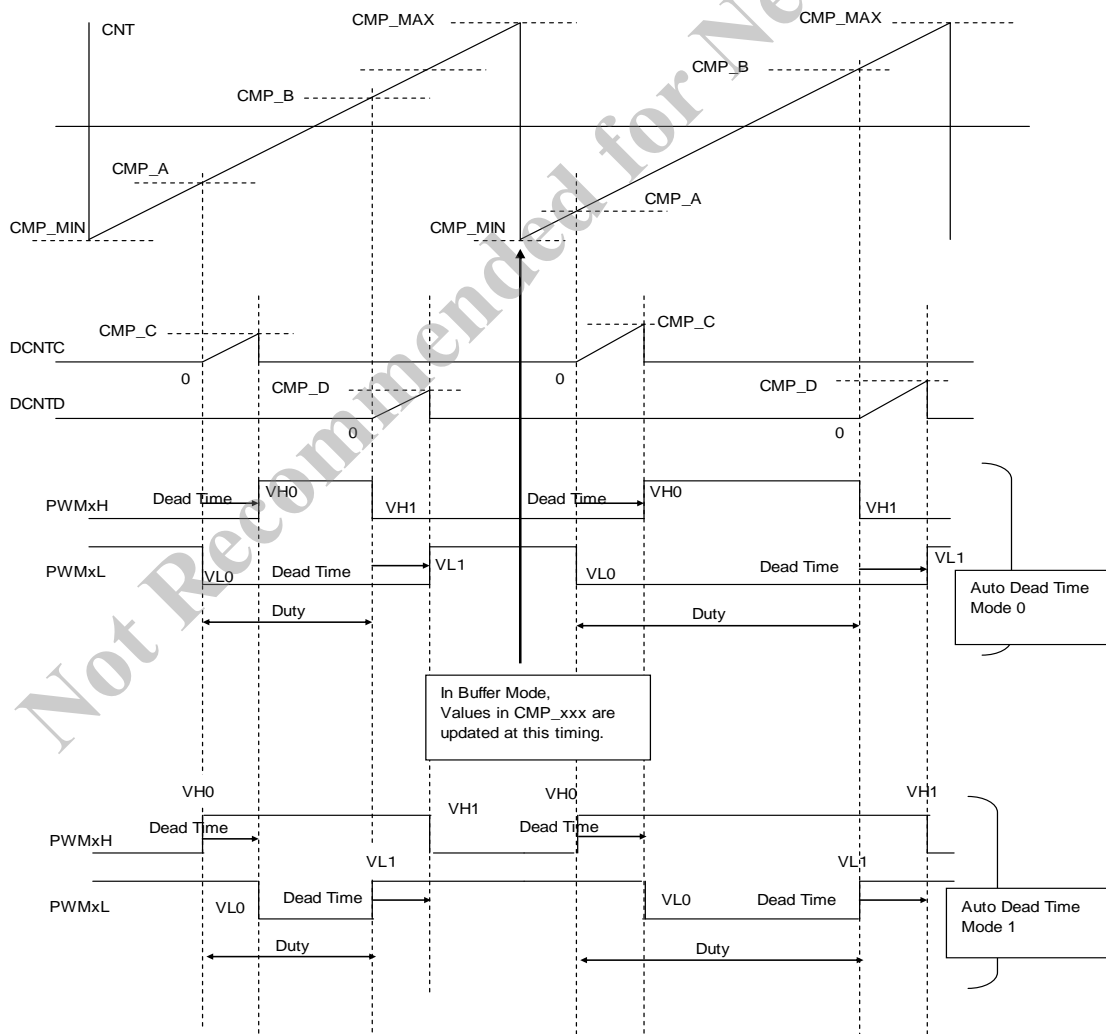 CNT
CMP_MAX
CMP_MAX
CMP_B
CMP_B
CMP_A
CMP_A
CMP_MIN
CMP_MIN
CMP_C
CMP_C
DCNTC
0
0
CMP_D
CMP_D
DCNTD
0
0
PWMxH
Dead Time
VH0
VH1
Dead Time
VH0
VH1
PWMxL
VL0
Dead Time
VL1
VL0
Dead Time
VL1
Duty
Duty
Auto Dead Time
Mode 0
In Buffer Mode,
Values in CMP_xxx are
updated at this timing.
VH0
VH1
VH0
VH1
PWMxH
Dead Time
Dead Time
VL1
VL1
PWMxL
VL0
Dead Time
VL0
Dead Time
Duty
Duty
Auto Dead Time
Mode 1
Not Recommended for Ne